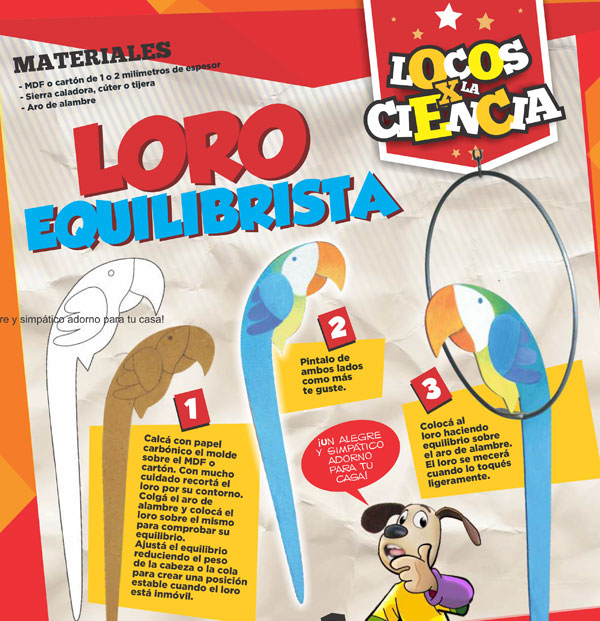 MATERIALES
- MDF o cartón de 1 o 2 milimetros de espesor
- Sierra caladora, cúter o tijera
- Aro de alambre
LOCOS
X LA
CIENCIA
LORO
EQUILIBRISTA
re y simpático adorno para tu casa!
1
Calcá con papel
carbónico el molde
sobre el MDF o
cartón. Con mucho
cuidado recortá el
loro por su contorno.
Colgá el aro de
alambre y colocá el
loro sobre el mismo
para comprobar su
equilibrio.
Ajustá el equilibrio
reduciendo el peso
de la cabeza o la cola
para crear una posición
estable cuando el loro
está inmóvil.
2
Pintalo de
ambos lados
como más
te guste.
3
Colocá al
loro haciendo
equilibrio sobre
el aro de alambre.
El loro se mecerá
cuando lo toqués
ligeramente.
¡UN ALEGRE
Y SIMPÁTICO
ADORNO
PARA TU
CASA!